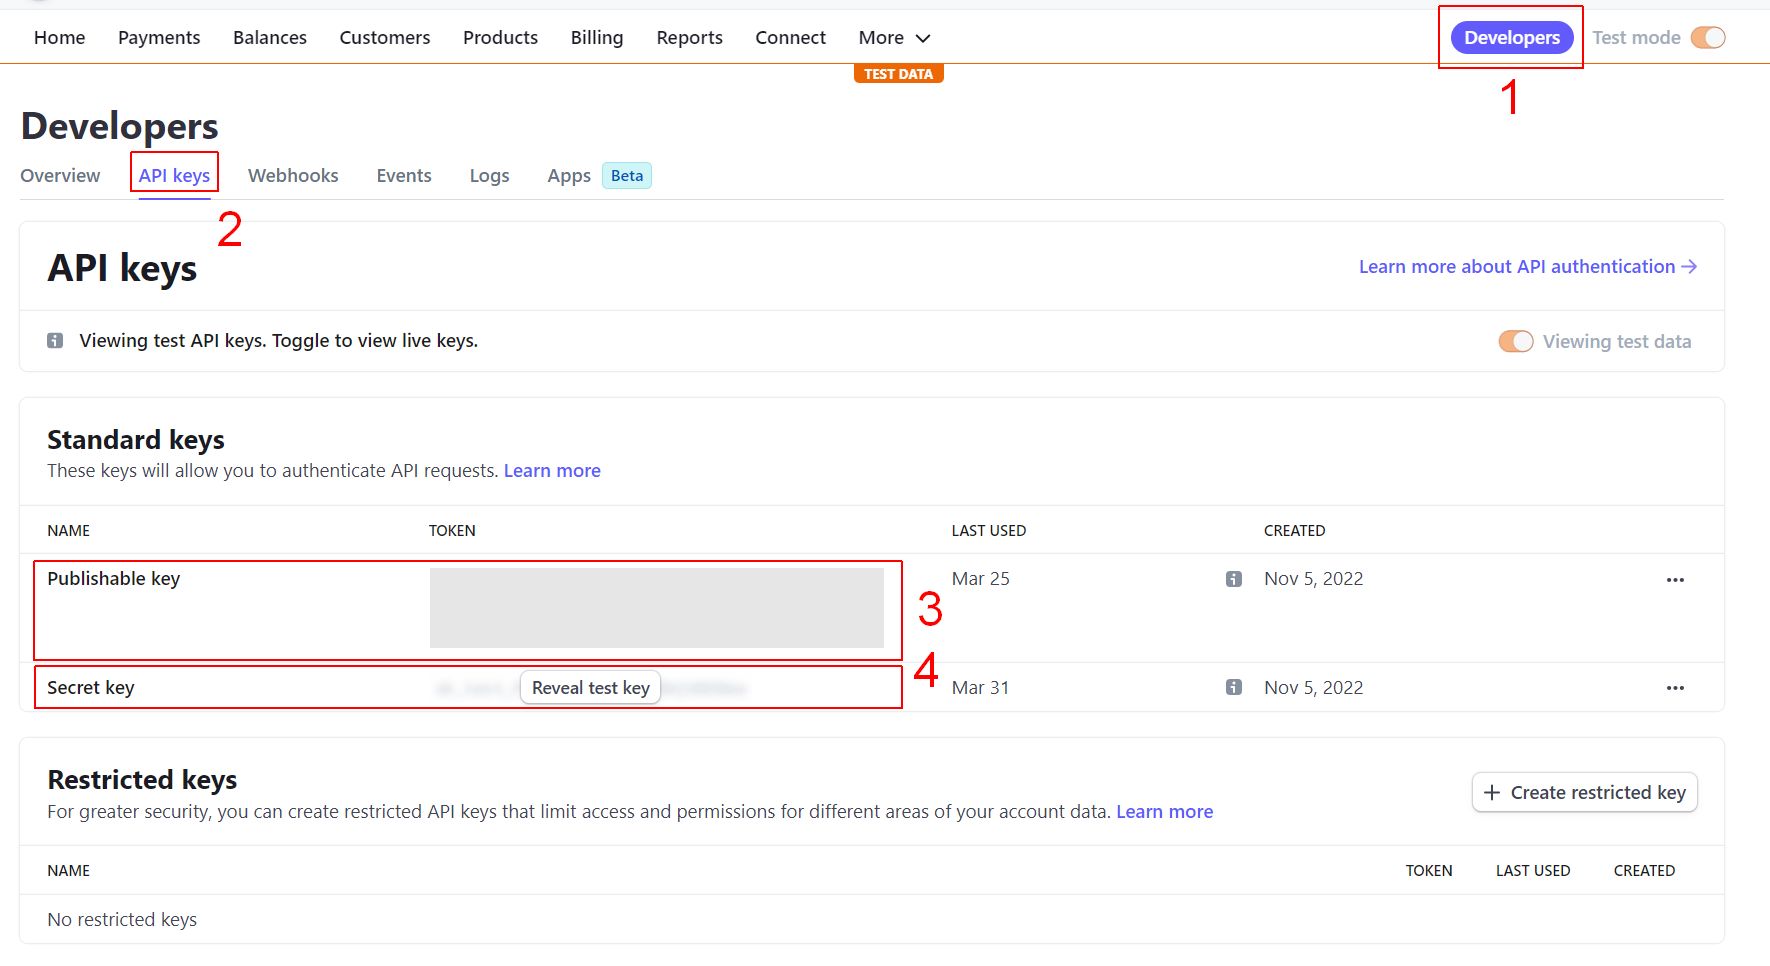 Home Payments Balances Customers Products Billing Reports Connect More Developers Test mode
TEST DATA
1
Developers
Overview API keys Webhooks Events Logs Apps Beta
2
API keys Learn more about API authentication →
Viewing test API keys. Toggle to view live keys. Viewing test data
Standard keys
These keys will allow you to authenticate API requests. Learn more
NAME TOKEN LAST USED CREATED
Publishable key Mar 25 Nov 5, 2022
3
4
Secret key Reveal test key Mar 31 Nov 5, 2022
Restricted keys
+ Create restricted key
For greater security, you can create restricted API keys that limit access and permissions for different areas of your account data. Learn more
NAME TOKEN LAST USED CREATED
No restricted keys